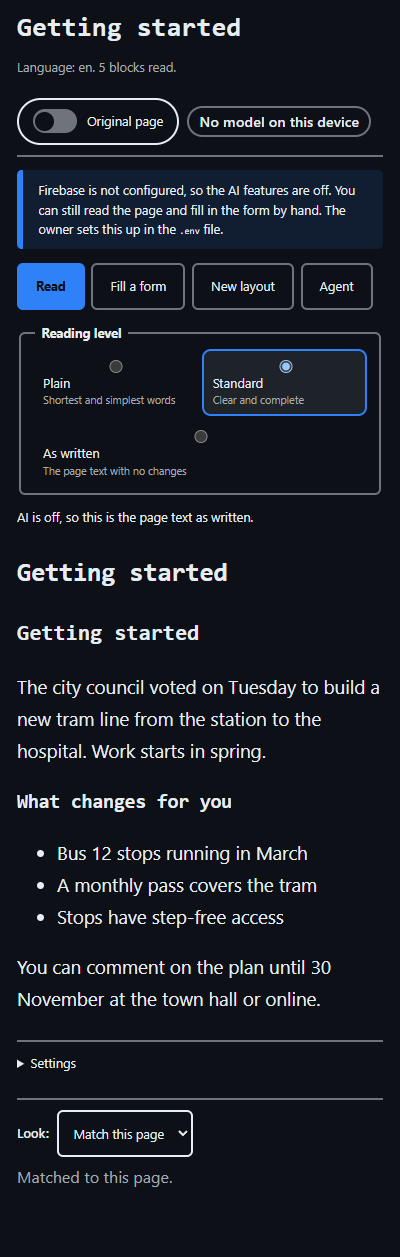 Getting started
Language: en. 5 blocks read.
Original page
No model on this device
Firebase is not configured, so the AI features are off. You
can still read the page and fill in the form by hand. The
owner sets this up in the .env file.
Read
Fill a form
New layout
Agent
Reading level
Plain
Shortest and simplest words
Standard
Clear and complete
As written
The page text with no changes
AI is off, so this is the page text as written.
Getting started
Getting started
The city council voted on Tuesday to build a
new tram line from the station to the
hospital. Work starts in spring.
What changes for you
• Bus 12 stops running in March
• A monthly pass covers the tram
• Stops have step-free access
You can comment on the plan until 30
November at the town hall or online.
Settings
Look: Match this page
Matched to this page.